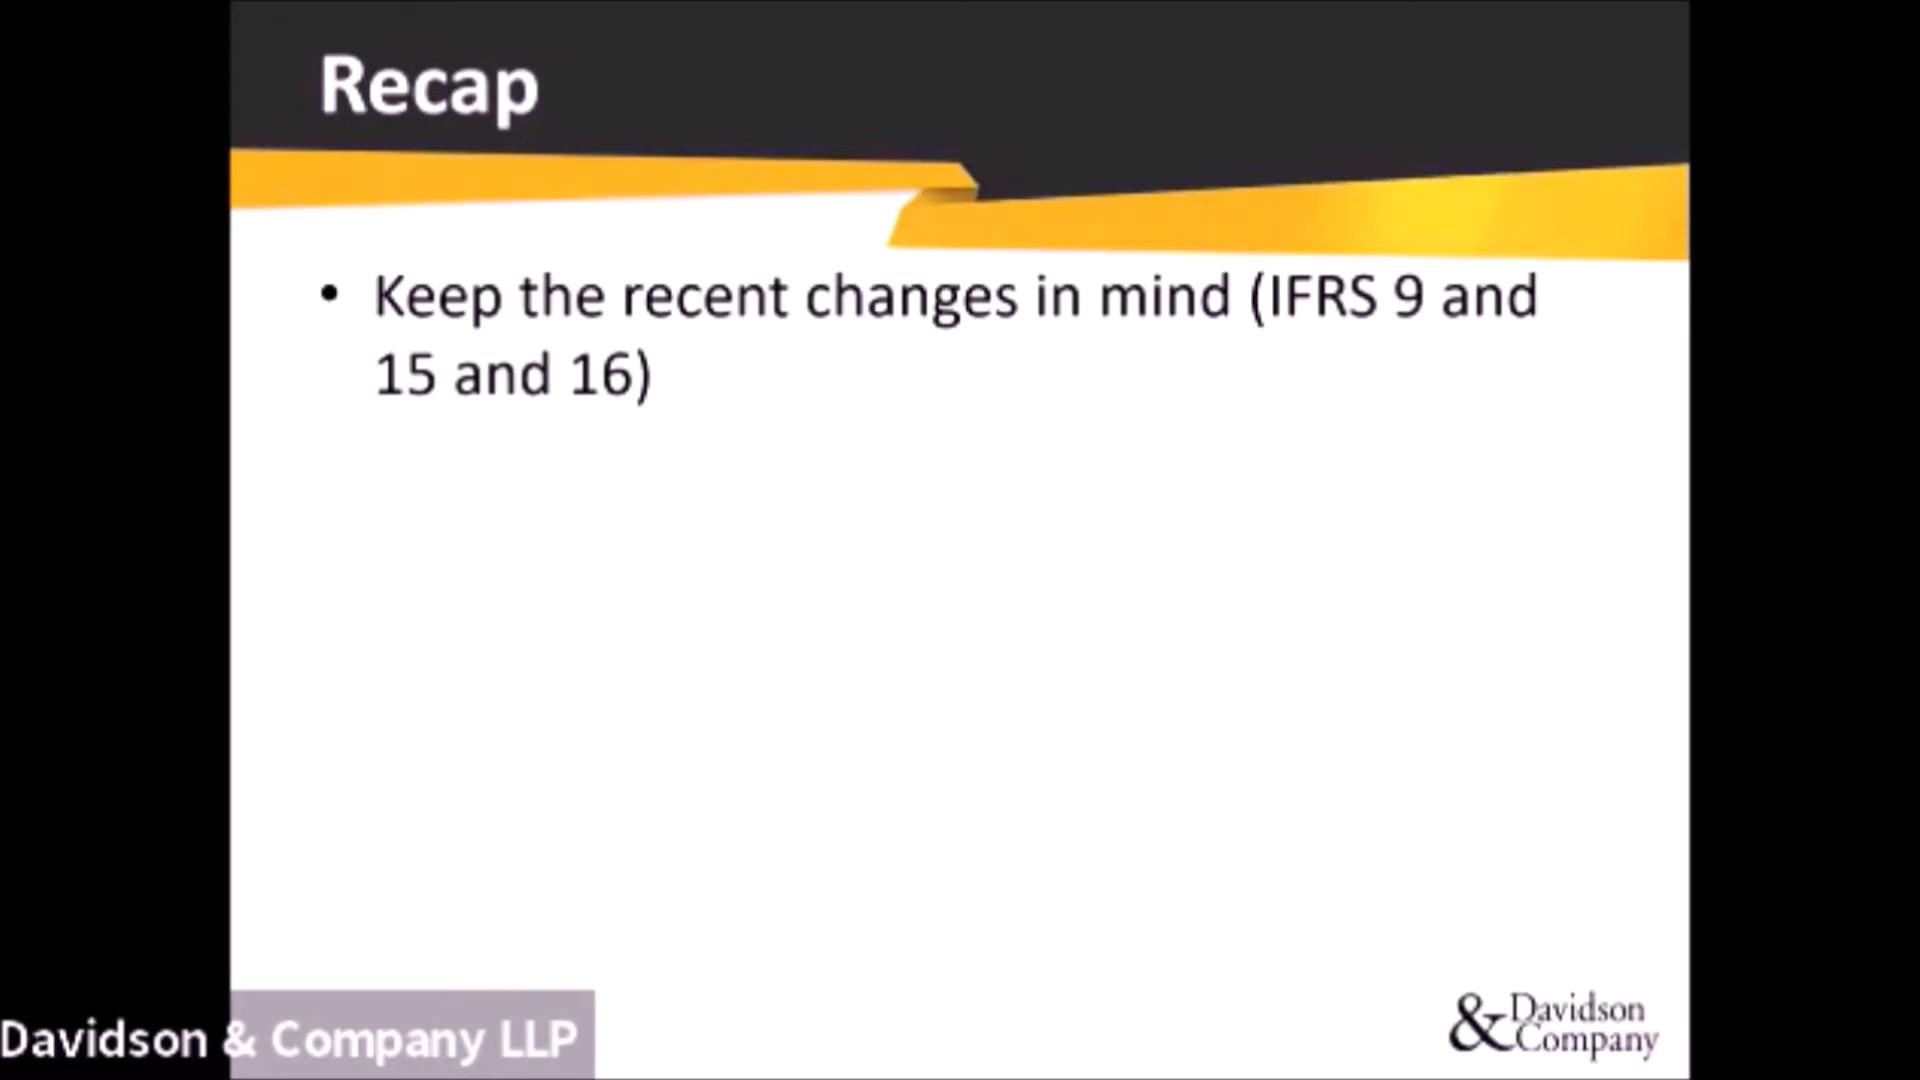 Recap
• Keep the recent changes in mind (IFRS 9 and
15 and 16)
Davidson & Company LLP
& Davidson
Company